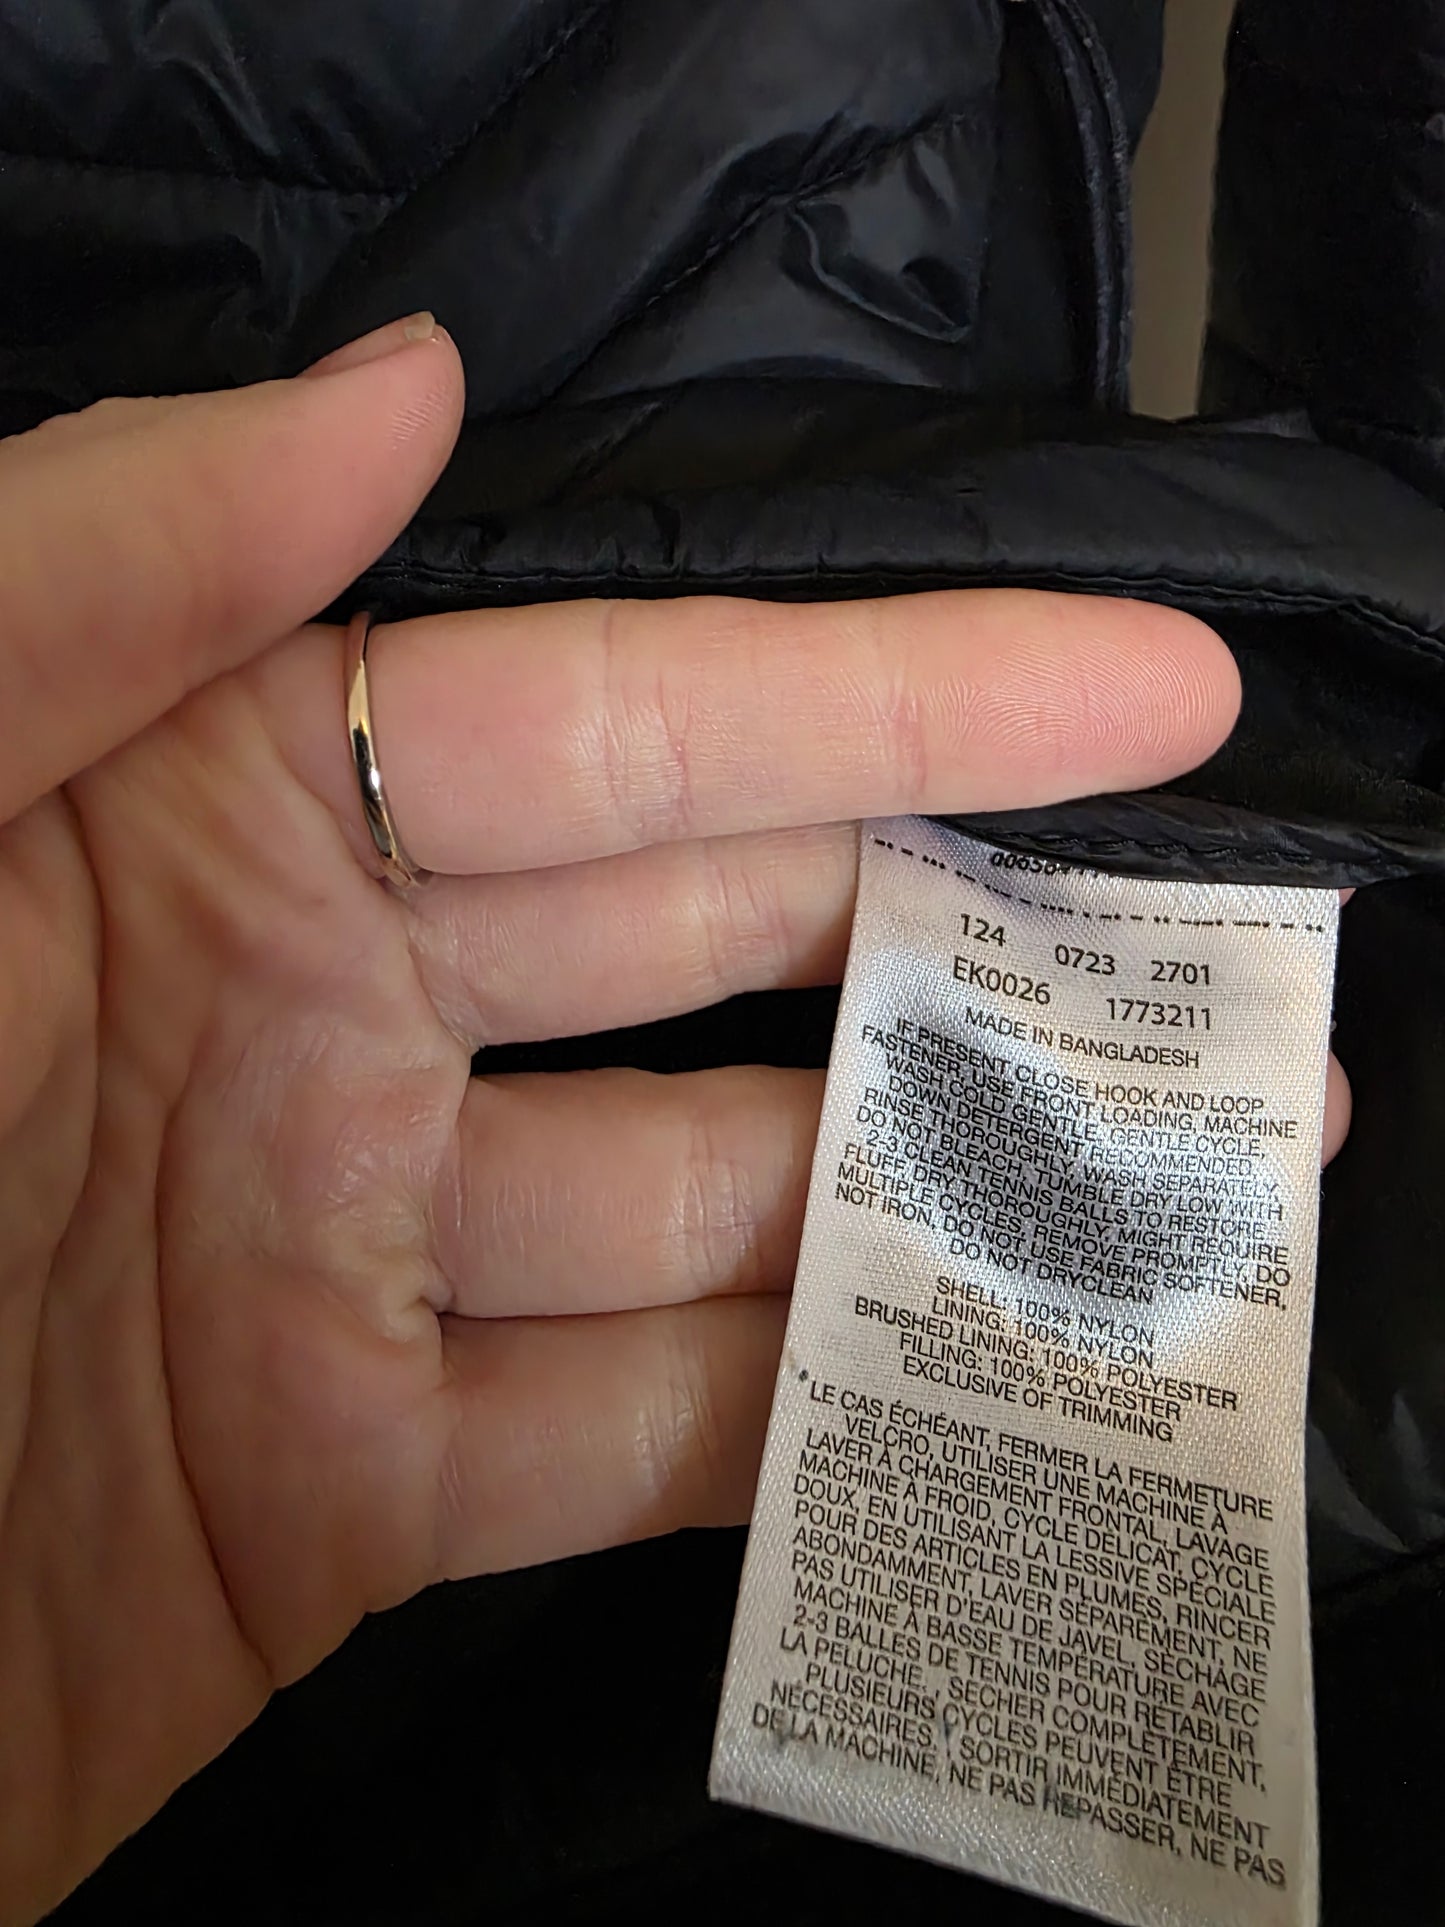 124 0723 2701
EK0026 1773211
MADE IN BANGLADESH
IF PRESENT CLOSE HOOK AND LOOP
FASTENER, USE FRONT LOADING, MACHINE
WASH COLD GENTLE, GENTLE CYCLE,
DOWN DETERGENT RECOMMENDED,
RINSE THOROUGHLY, WASH SEPARATELY,
DO NOT BLEACH, TUMBLE DRY LOW WITH
2-3 CLEAN TENNIS BALLS TO RESTORE
FLUFF, DRY THOROUGHLY, MIGHT REQUIRE
MULTIPLE CYCLES, REMOVE PROMPTLY, DO
NOT IRON, DO NOT USE FABRIC SOFTENER,
DO NOT DRYCLEAN
SHELL: 100% NYLON
LINING: 100% NYLON
BRUSHED LINING: 100% POLYESTER
FILLING: 100% POLYESTER
EXCLUSIVE OF TRIMMING
LE CAS ÉCHÉANT, FERMER LA FERMETURE
VELCRO, UTILISER UNE MACHINE À
LAVER À CHARGEMENT FRONTAL, LAVAGE
MACHINE À FROID, CYCLE DÉLICAT, CYCLE
DOUX, EN UTILISANT LA LESSIVE SPÉCIALE
POUR DES ARTICLES EN PLUMES, RINCER
ABONDAMMENT, LAVER SÉPARÉMENT, NE
PAS UTILISER D'EAU DE JAVEL, SÉCHAGE
MACHINE À BASSE TEMPÉRATURE AVEC
2-3 BALLES DE TENNIS POUR RÉTABLIR
LA PELUCHE, SÉCHER COMPLÈTEMENT,
PLUSIEURS CYCLES PEUVENT ÊTRE
NÉCESSAIRES. SORTIR IMMÉDIATEMENT
DE LA MACHINE, NE PAS REPASSER, NE PAS